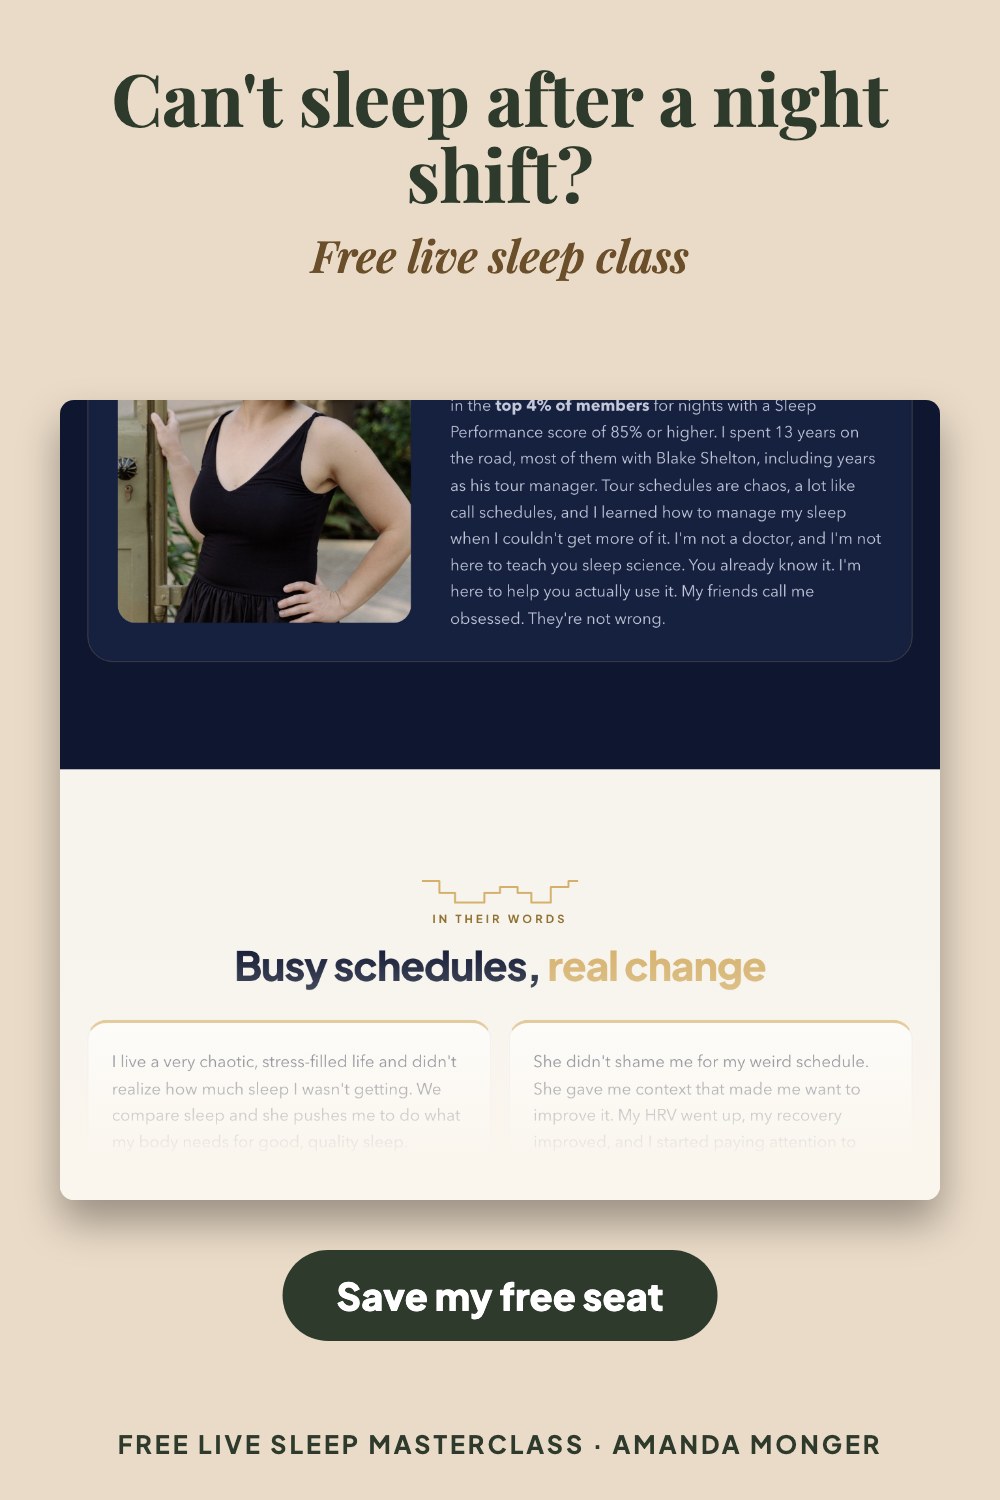 Can't sleep after a night
shift?
Free live sleep class
in the top 4% of members for nights with a Sleep
Performance score of 85% or higher. I spent 13 years on
the road, most of them with Blake Shelton, including years
as his tour manager. Tour schedules are chaos, a lot like
call schedules, and I learned how to manage my sleep
when I couldn't get more of it. I'm not a doctor, and I'm not
here to teach you sleep science. You already know it. I'm
here to help you actually use it. My friends call me
obsessed. They're not wrong.
IN THEIR WORDS
Busy schedules, real change
I live a very chaotic, stress-filled life and didn't
realize how much sleep I wasn't getting. We
compare sleep and she pushes me to do what
my body needs for good, quality sleep.
She didn't shame me for my weird schedule.
She gave me context that made me want to
improve it. My HRV went up, my recovery
improved, and I started paying attention to
Save my free seat
FREE LIVE SLEEP MASTERCLASS · AMANDA MONGER